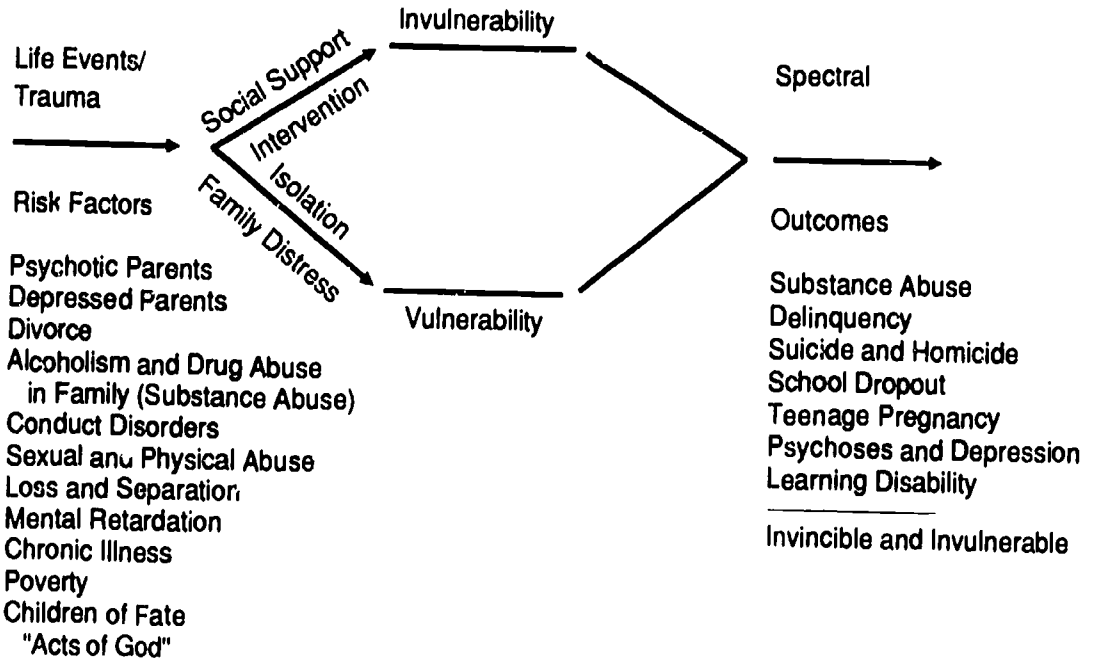 Life Events/
Trauma
Risk Factors
Psychotic Parents
Depressed Parents
Divorce
Alcoholism and Drug Abuse
in Family (Substance Abuse)
Conduct Disorders
Sexual and Physical Abuse
Loss and Separation
Mental Retardation
Chronic Illness
Poverty
Children of Fate
"Acts of God"
Social Support
Intervention
Isolation
Family Distress
Invulnerability
Vulnerability
Spectral
Outcomes
Substance Abuse
Delinquency
Suicide and Homicide
School Dropout
Teenage Pregnancy
Psychoses and Depression
Learning Disability
Invincible and Invulnerable